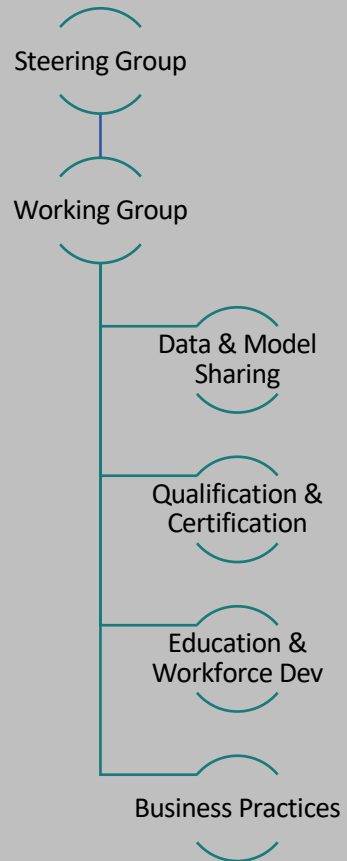 Steering Group
Working Group
Data & Model
Sharing
Qualification &
Certification
Education &
Workforce Dev
Business Practices